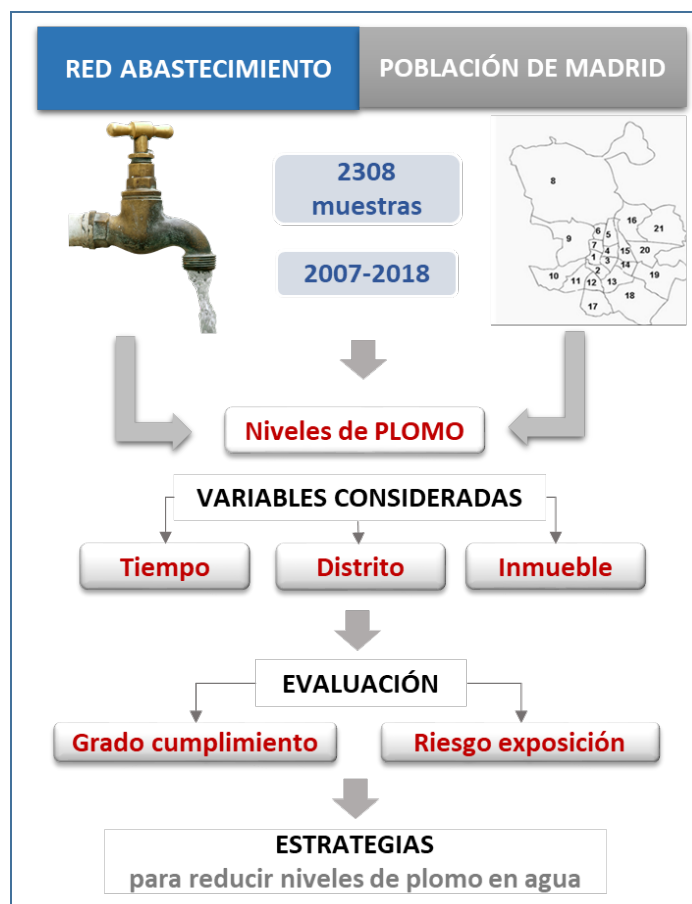 RED ABASTECIMIENTO
POBLACIÓN DE MADRID
2308
muestras
2007-2018
8
16
21
6
5
9
7
4
15
20
1
3
14
10
2
19
11
12
13
18
17
Niveles de PLOMO
VARIABLES CONSIDERADAS
Tiempo
Distrito
Inmueble
EVALUACIÓN
Grado cumplimiento
Riesgo exposición
ESTRATEGIAS
para reducir niveles de plomo en agua